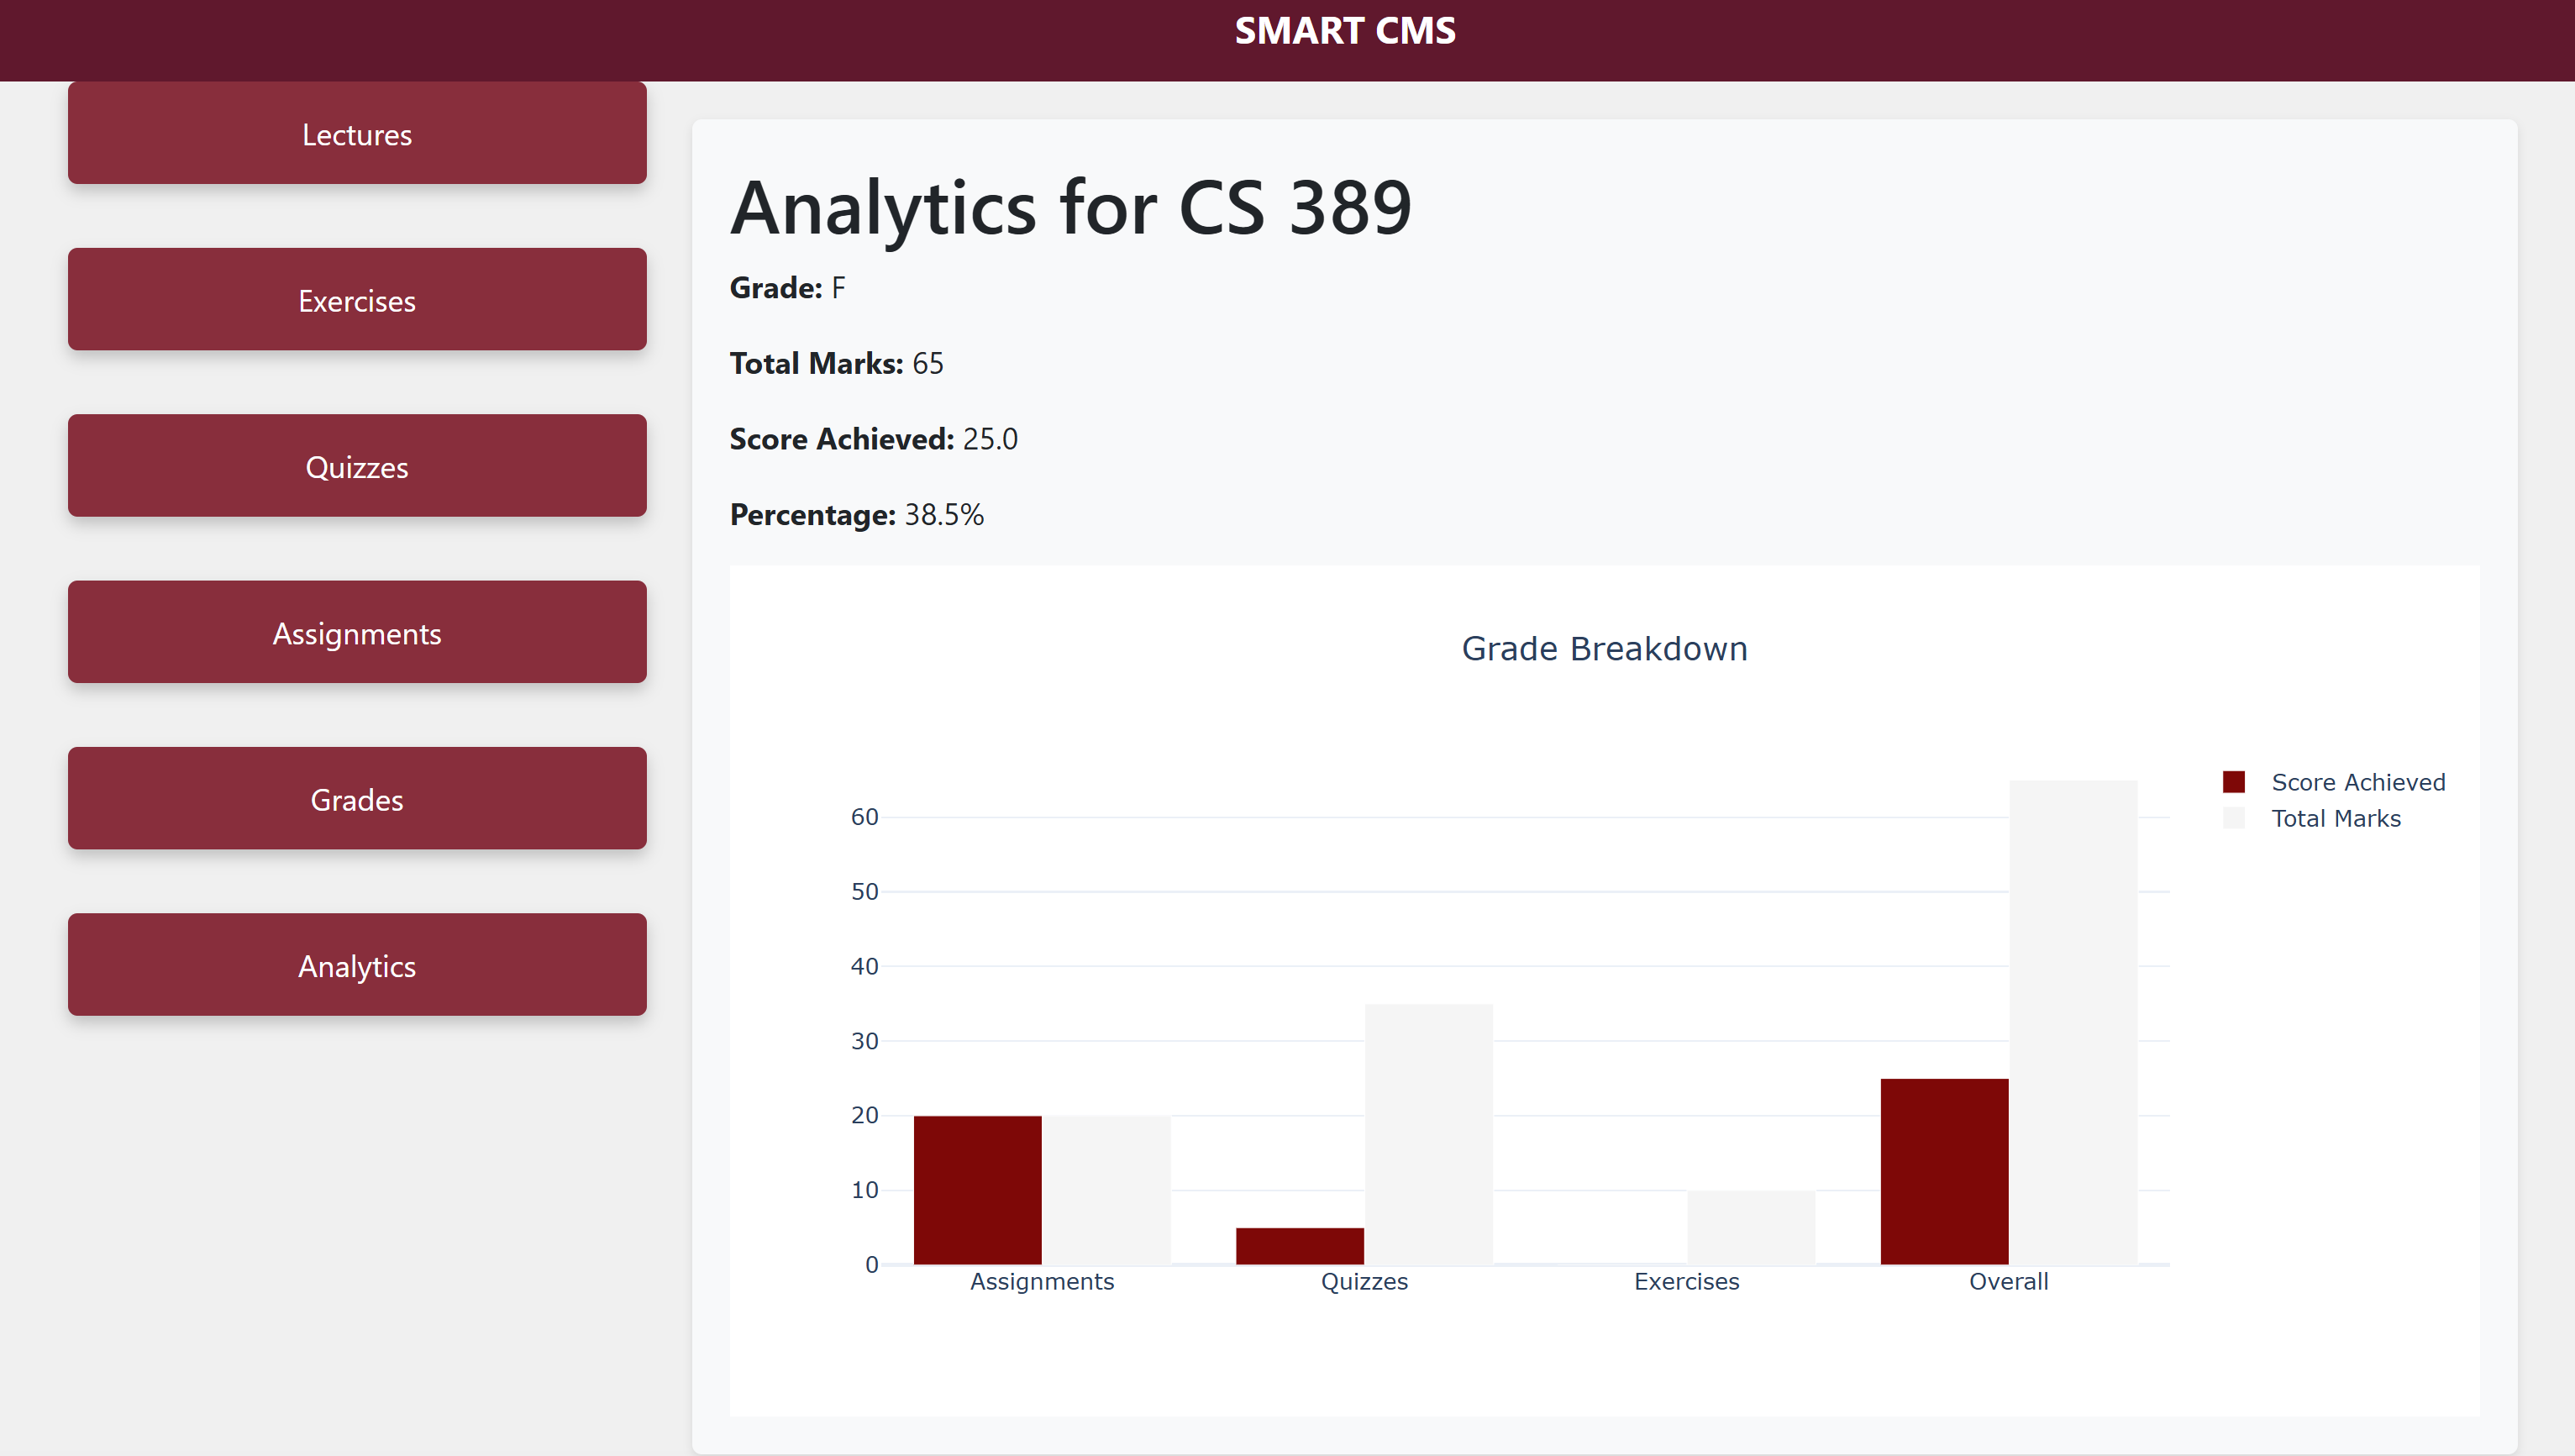 SMART CMS
Lectures
Exercises
Quizzes
Assignments
Grades
Analytics
Analytics for CS 389
Grade: F
Total Marks: 65
Score Achieved: 25.0
Percentage: 38.5%
Grade Breakdown
Score Achieved
Total Marks
60
50
40
30
20
10
0
Assignments Quizzes Exercises Overall